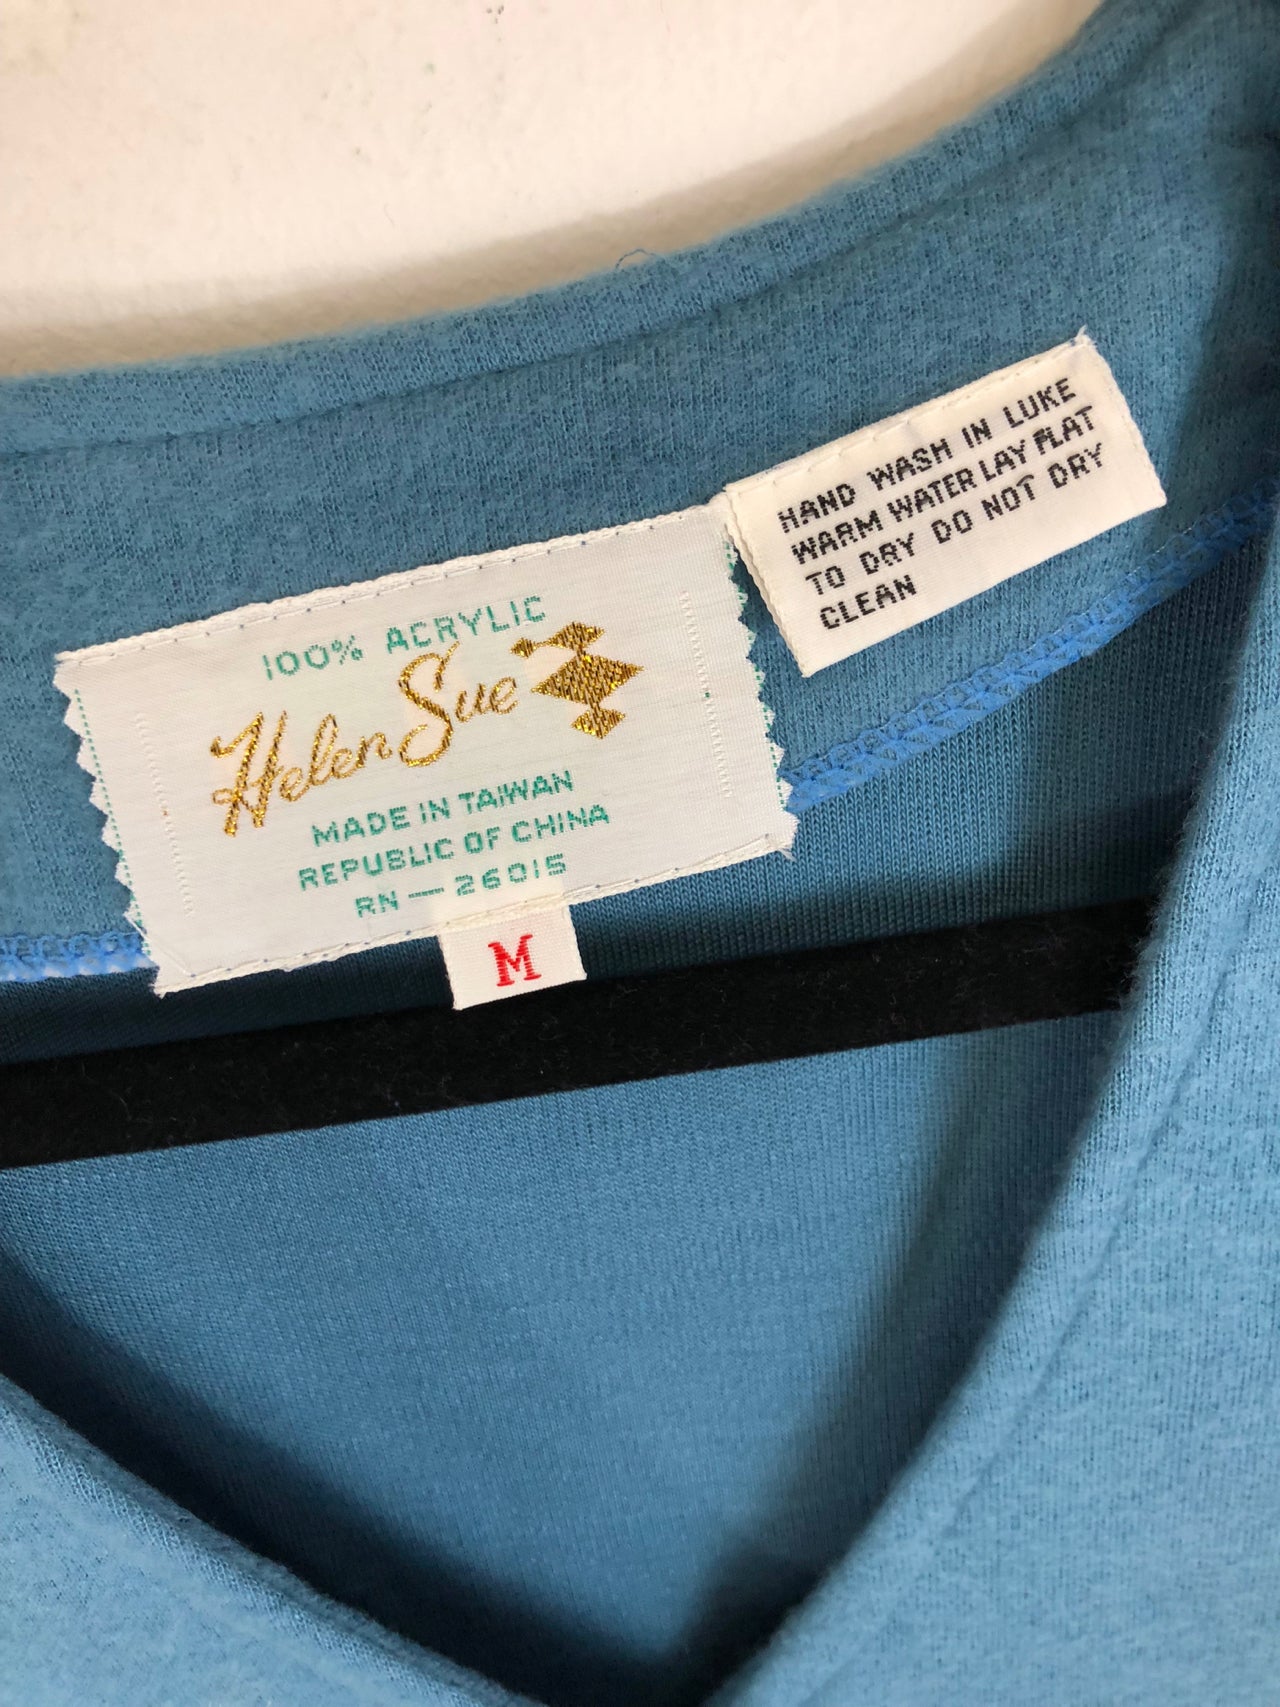 100% ACRYLIC
Helen Sue
MADE IN TAIWAN
REPUBLIC OF CHINA
RN — 26015
M
HAND WASH IN LUKE
WARM WATER LAY FLAT
TO DRY DO NOT DRY
CLEAN